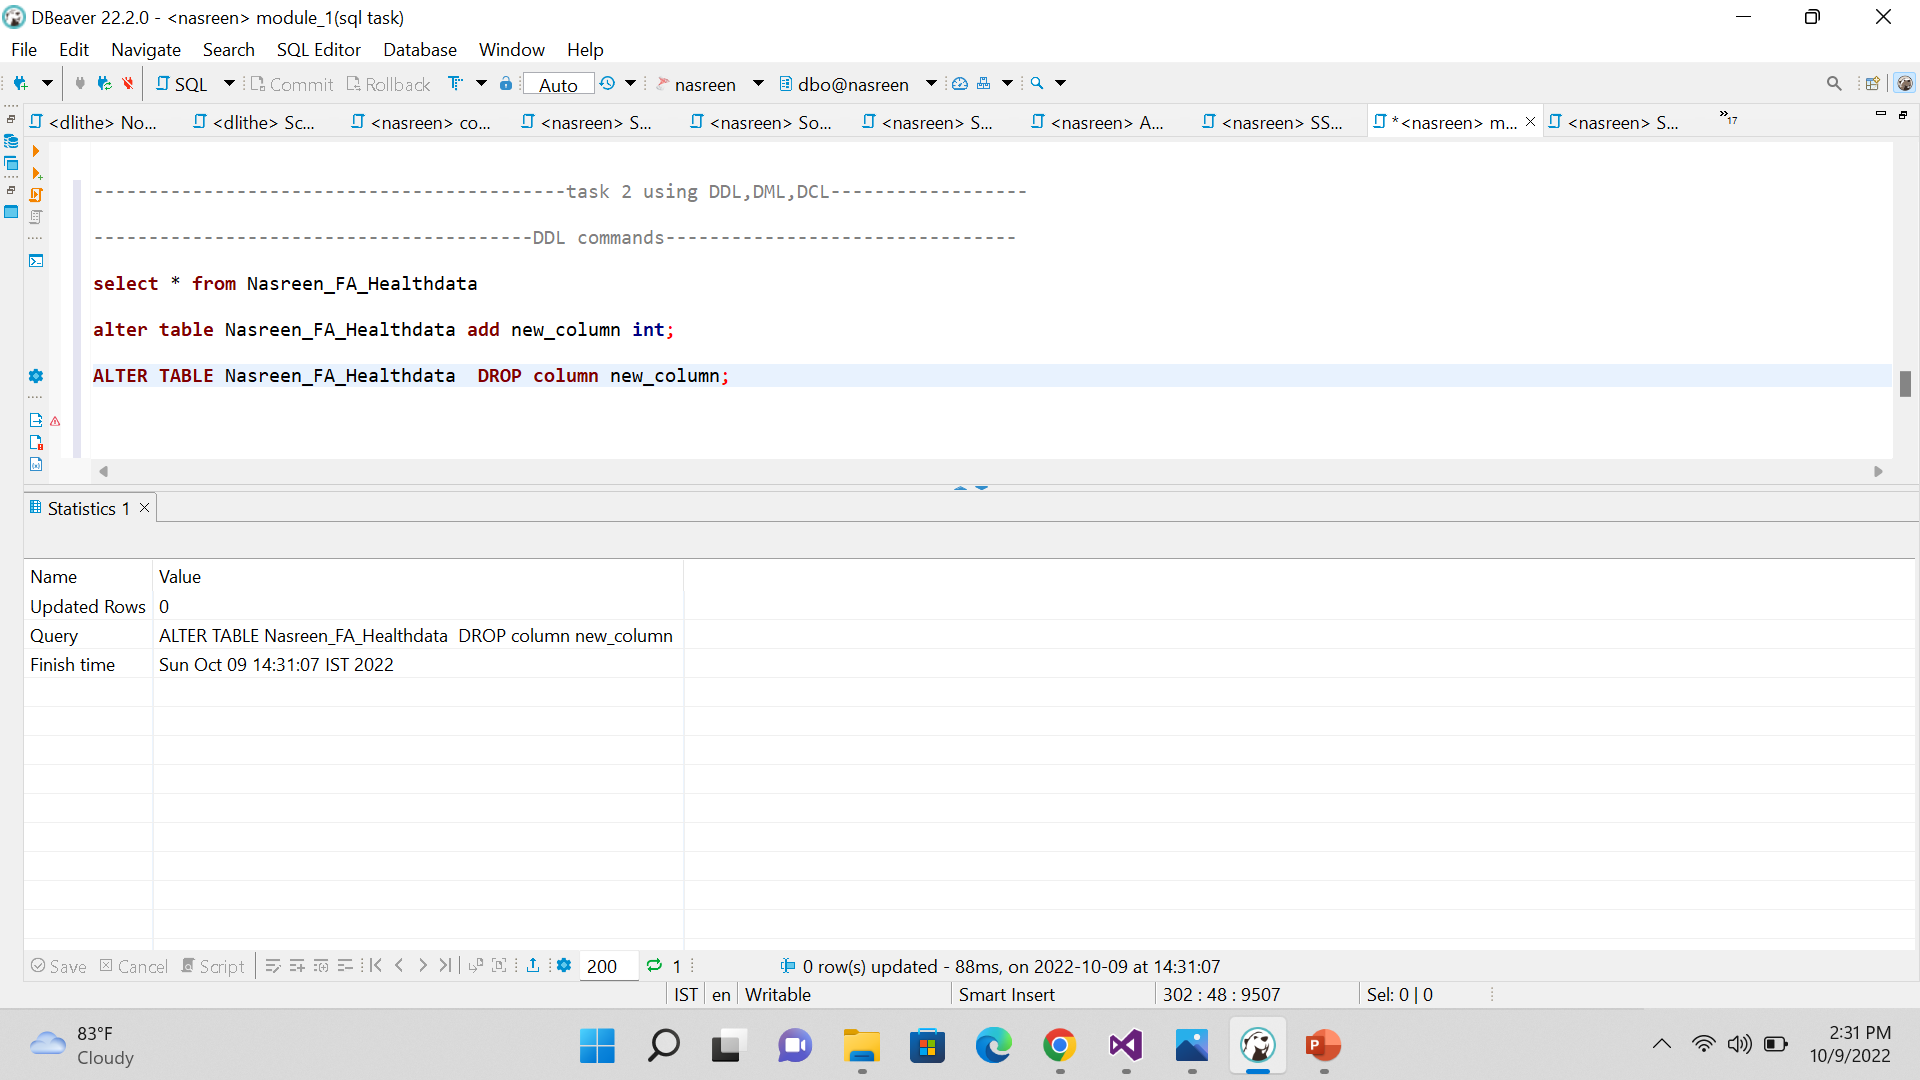 DBeaver 22.2.0 - <nasreen> module_1(sql task)
File Edit Navigate Search SQL Editor Database Window Help
SQL Commit Rollback Auto nasreen dbo@nasreen
<dlithe> No... <dlithe> Sc... <nasreen> co... <nasreen> S... <nasreen> So... <nasreen> S... <nasreen> A... <nasreen> SS... *<nasreen> m... <nasreen> S... »17
-------------------------------------------task 2 using DDL,DML,DCL------------------
----------------------------------------DDL commands--------------------------------
select * from Nasreen_FA_Healthdata
alter table Nasreen_FA_Healthdata add new_column int;
ALTER TABLE Nasreen_FA_Healthdata  DROP column new_column;
Statistics 1
Name Value
Updated Rows 0
Query ALTER TABLE Nasreen_FA_Healthdata  DROP column new_column
Finish time Sun Oct 09 14:31:07 IST 2022
Save Cancel Script 200 1 0 row(s) updated - 88ms, on 2022-10-09 at 14:31:07
IST en Writable Smart Insert 302 : 48 : 9507 Sel: 0 | 0
83°F
Cloudy
2:31 PM
10/9/2022